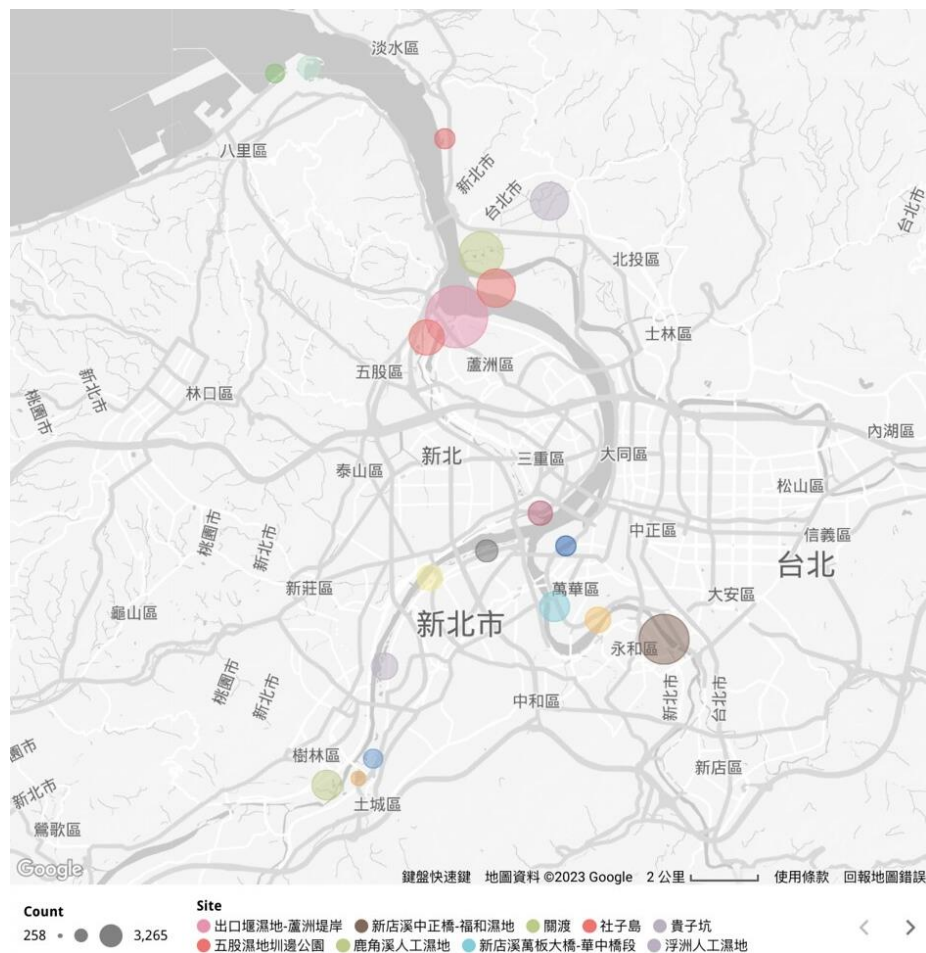 淡水區
八里區
新北市
台北市
台北市
北投區
士林區
五股區
蘆洲區
新北市
桃園市
林口區
內湖區
新北
三重區
大同區
泰山區
松山區
桃園市
新北市
中正區
信義區
台北
新莊區
萬華區
大安區
龜山區
新北市
永和區
桃園市
新北市
中和區
新北市
台北市
樹林區
園市
新店區
新北市
土城區
鶯歌區
Google
鍵盤快速鍵 地圖資料 ©2023 Google 2 公里 使用條款 回報地圖錯誤
Count
258 3,265
Site
出口堰濕地-蘆洲堤岸 新店溪中正橋-福和濕地 關渡 社子島 貴子坑
五股濕地圳邊公園 鹿角溪人工濕地 新店溪萬板大橋-華中橋段 浮洲人工濕地